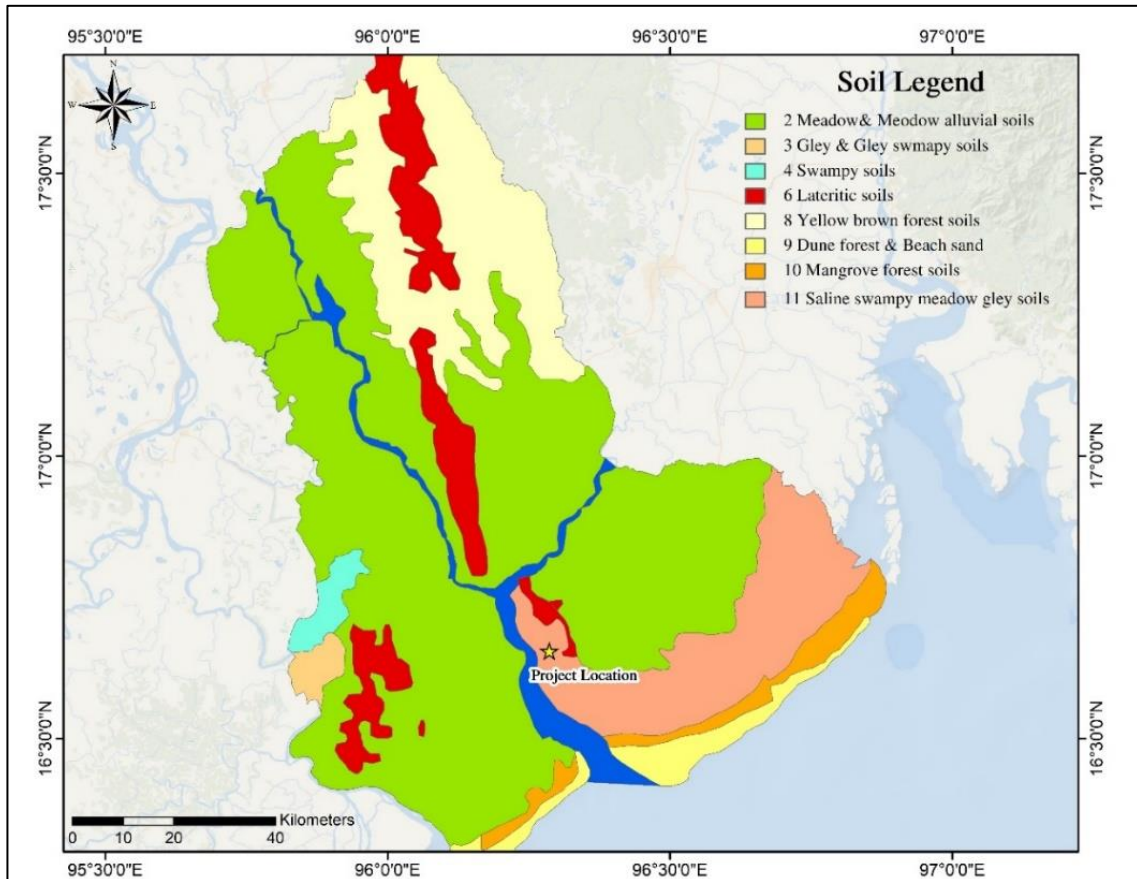 95°30'0"E 96°0'0"E 96°30'0"E 97°0'0"E
N
W E
S
Soil Legend
2 Meadow& Meodow alluvial soils
3 Gley & Gley swmapy soils
4 Swampy soils
6 Lateritic soils
8 Yellow brown forest soils
9 Dune forest & Beach sand
10 Mangrove forest soils
11 Saline swampy meadow gley soils
17°30'0"N 17°30'0"N
17°0'0"N 17°0'0"N
Project Location
16°30'0"N 16°30'0"N
Kilometers
0 10 20 40
95°30'0"E 96°0'0"E 96°30'0"E 97°0'0"E